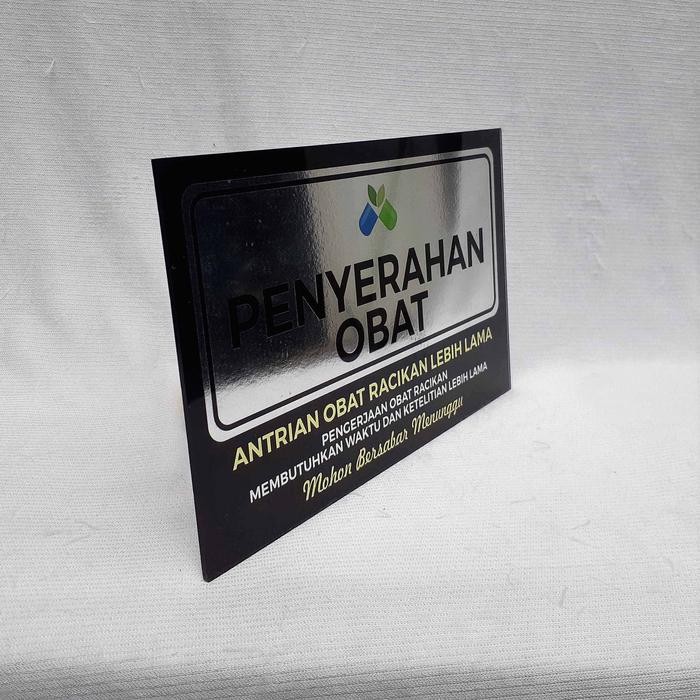 PENYERAHAN
OBAT
ANTRIAN OBAT RACIKAN LEBIH LAMA
PENGERJAAN OBAT RACIKAN
MEMBUTUHKAN WAKTU DAN KETELITIAN LEBIH LAMA
Mohon Bersabar Menunggu